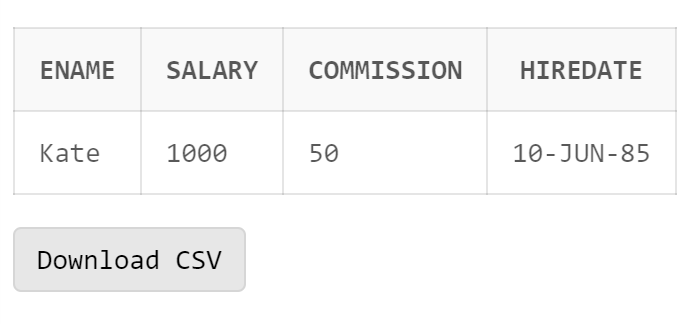 ENAME SALARY COMMISSION HIREDATE
Kate 1000 50 10-JUN-85
Download CSV